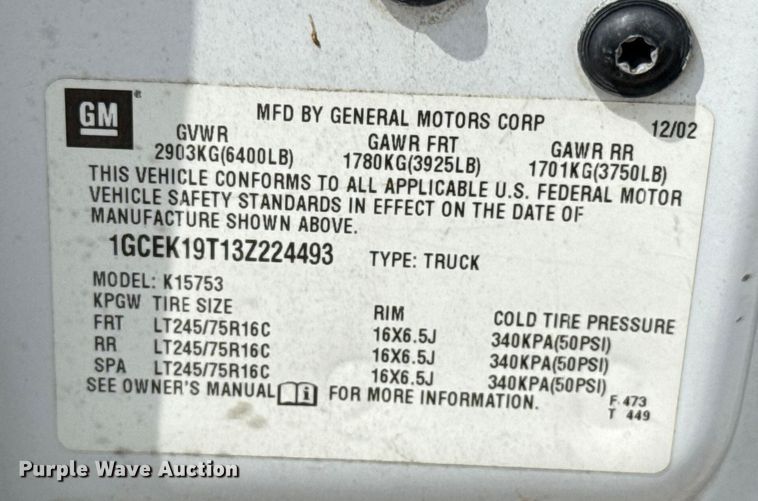 GM®
MFD BY GENERAL MOTORS CORP 12/02
GVWR GAWR FRT GAWR RR
2903KG(6400LB) 1780KG(3925LB) 1701KG(3750LB)
THIS VEHICLE CONFORMS TO ALL APPLICABLE U.S. FEDERAL MOTOR
VEHICLE SAFETY STANDARDS IN EFFECT ON THE DATE OF
MANUFACTURE SHOWN ABOVE.
1GCEK19T13Z224493 TYPE: TRUCK
MODEL: K15753
KPGW TIRE SIZE RIM COLD TIRE PRESSURE
FRT LT245/75R16C 16X6.5J 340KPA(50PSI)
RR LT245/75R16C 16X6.5J 340KPA(50PSI)
SPA LT245/75R16C 16X6.5J 340KPA(50PSI)
SEE OWNER'S MANUAL i FOR MORE INFORMATION.
F 473
T 449
Purple Wave Auction